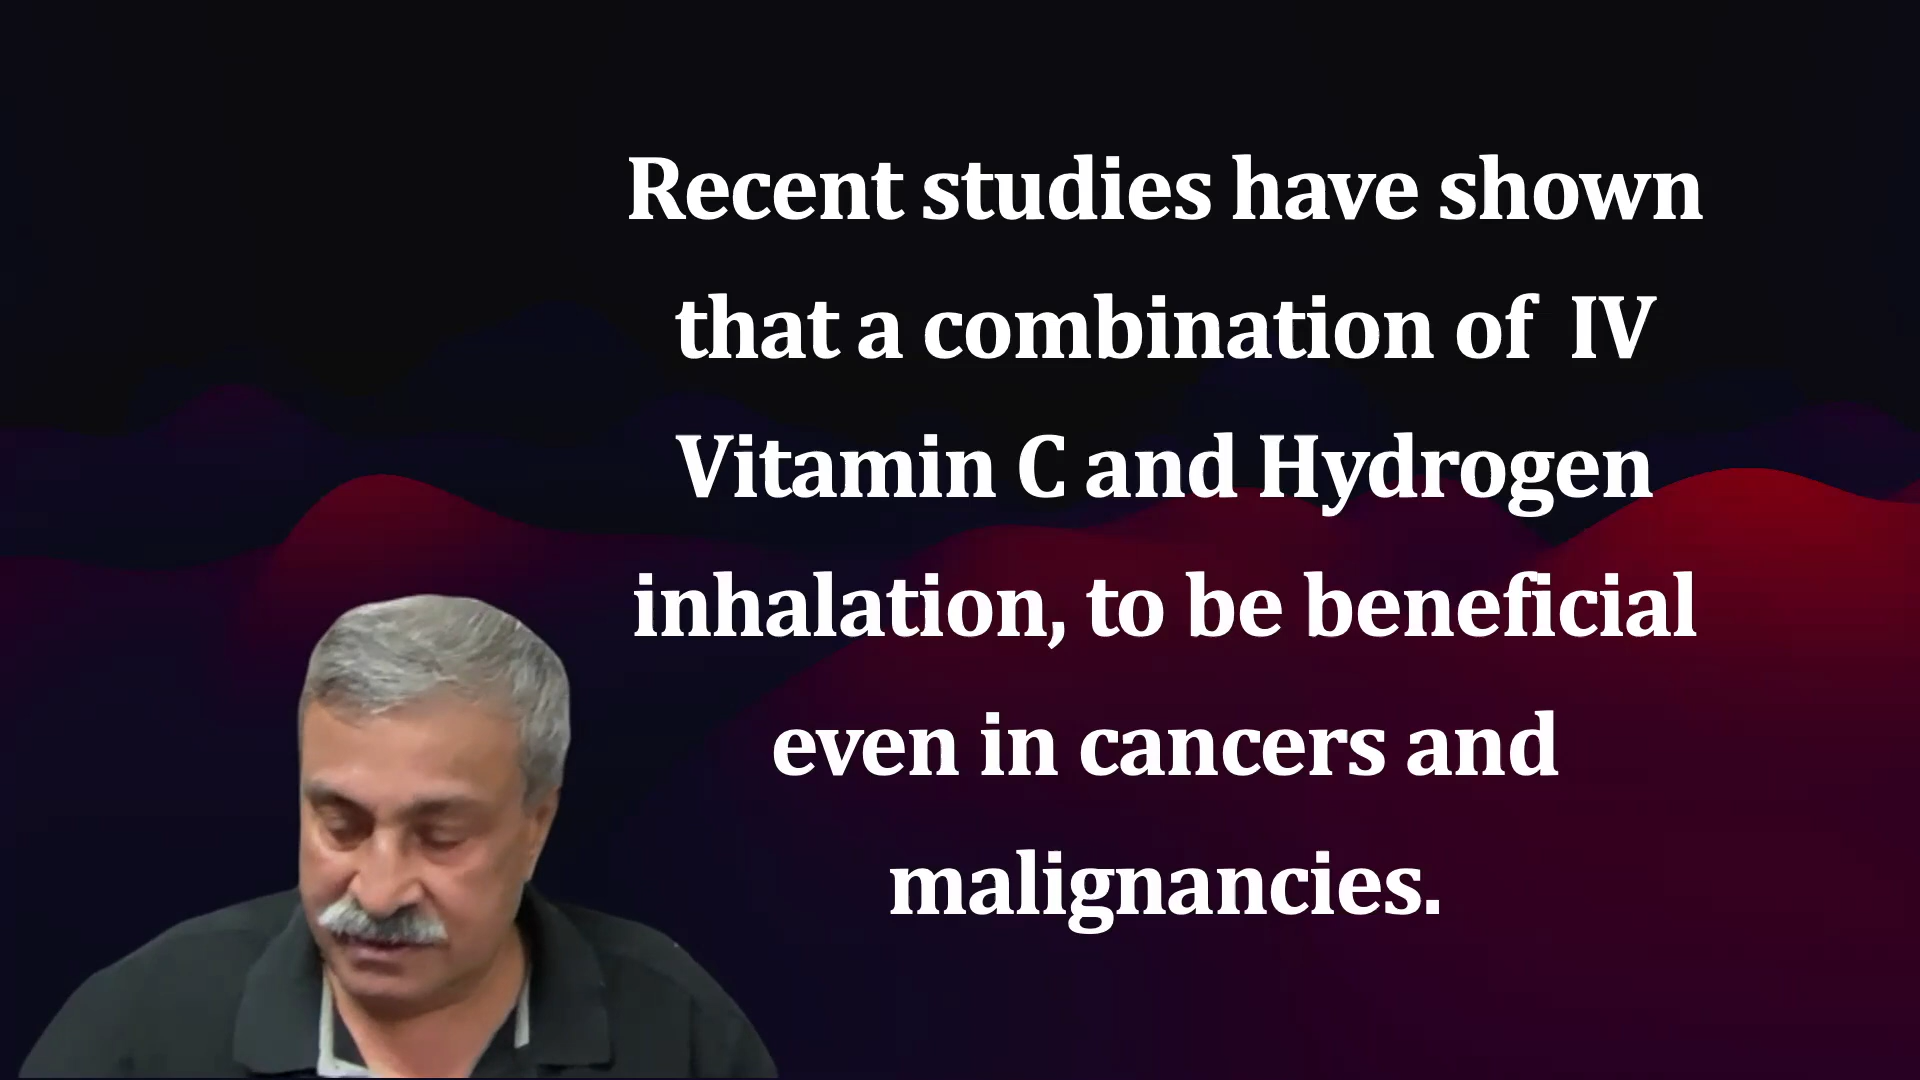 Recent studies have shown
that a combination of  IV
Vitamin C and Hydrogen
inhalation, to be beneficial
even in cancers and
malignancies.